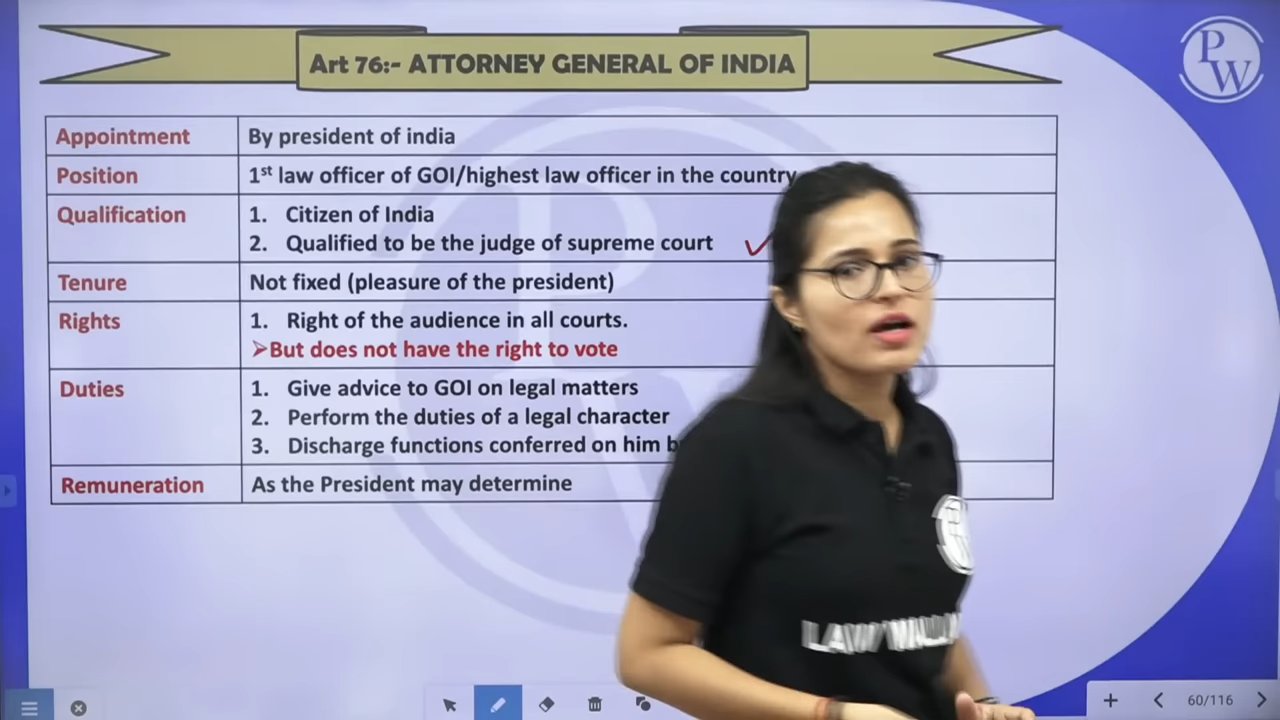 Art 76:- ATTORNEY GENERAL OF INDIA
PW
Appointment By president of india
Position 1st law officer of GOI/highest law officer in the country
Qualification 1. Citizen of India
2. Qualified to be the judge of supreme court
Tenure Not fixed (pleasure of the president)
Rights 1. Right of the audience in all courts.
➢But does not have the right to vote
Duties 1. Give advice to GOI on legal matters
2. Perform the duties of a legal character
3. Discharge functions conferred on him
Remuneration As the President may determine
LAW
60/116